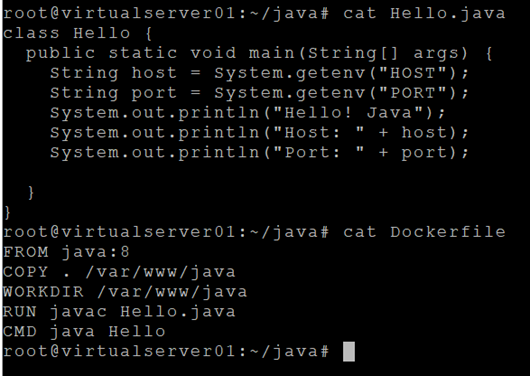 root@virtualserver01:~/java# cat Hello.java
class Hello {
  public static void main(String[] args) {
    String host = System.getenv("HOST");
    String port = System.getenv("PORT");
    System.out.println("Hello! Java");
    System.out.println("Host: " + host);
    System.out.println("Port: " + port);

  }
}
root@virtualserver01:~/java# cat Dockerfile
FROM java:8
COPY . /var/www/java
WORKDIR /var/www/java
RUN javac Hello.java
CMD java Hello
root@virtualserver01:~/java#